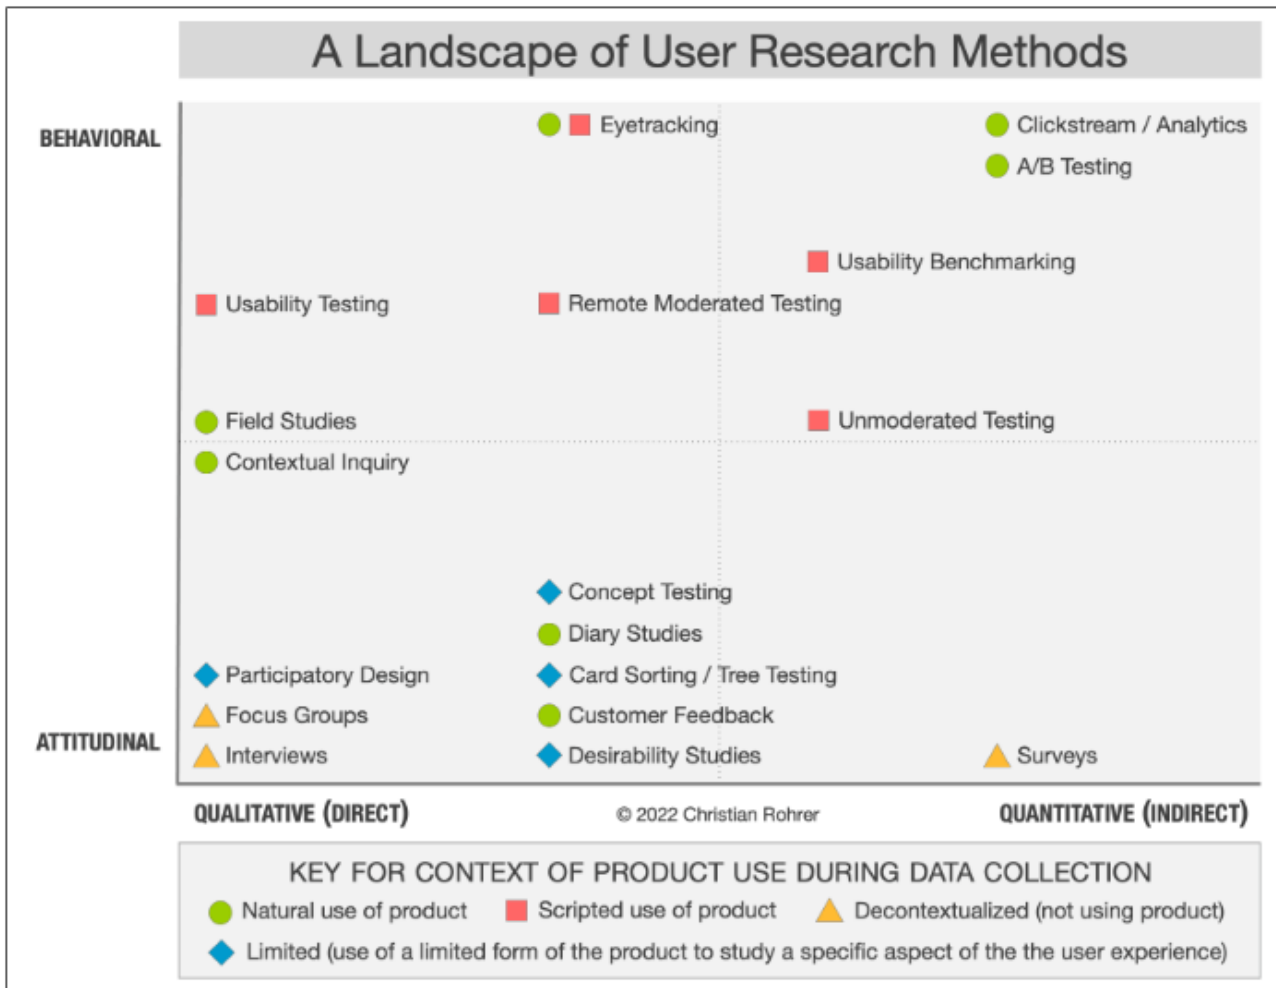 A Landscape of User Research Methods
BEHAVIORAL
Eyetracking
Clickstream / Analytics
A/B Testing
Usability Benchmarking
Usability Testing
Remote Moderated Testing
Field Studies
Unmoderated Testing
Contextual Inquiry
Concept Testing
Diary Studies
Participatory Design
Card Sorting / Tree Testing
Focus Groups
Customer Feedback
ATTITUDINAL
Interviews
Desirability Studies
Surveys
QUALITATIVE (DIRECT)
© 2022 Christian Rohrer
QUANTITATIVE (INDIRECT)
KEY FOR CONTEXT OF PRODUCT USE DURING DATA COLLECTION
Natural use of product
Scripted use of product
Decontextualized (not using product)
Limited (use of a limited form of the product to study a specific aspect of the the user experience)